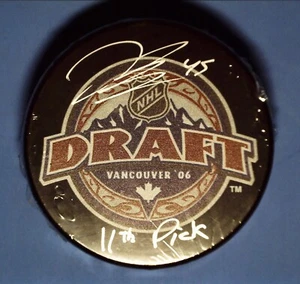 45
NHL
DRAFT
VANCOUVER '06
TM
11TH Pick